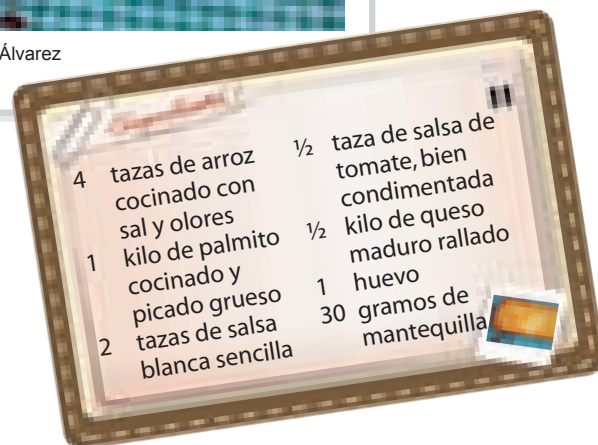 Álvarez
4 tazas de arroz
cocinado con
sal y olores
1 kilo de palmito
cocinado y
picado grueso
2 tazas de salsa
blanca sencilla
½ taza de salsa de
tomate, bien
condimentada
½ kilo de queso
maduro rallado
1 huevo
30 gramos de
mantequilla